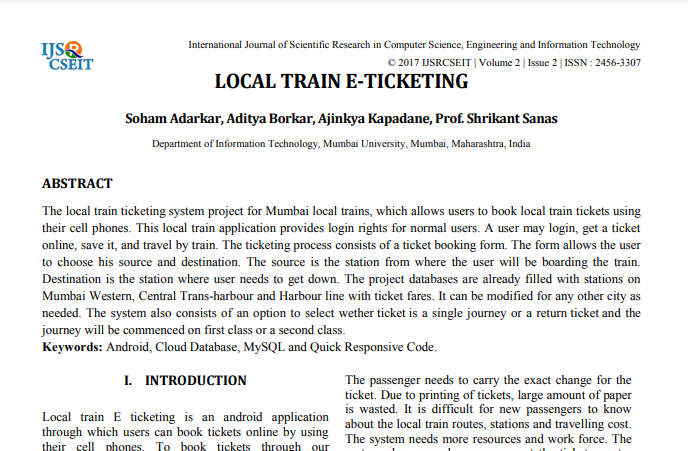 IJSR
CSEIT
International Journal of Scientific Research in Computer Science, Engineering and Information Technology
© 2017 IJSRCSEIT | Volume 2 | Issue 2 | ISSN : 2456-3307
LOCAL TRAIN E-TICKETING
Soham Adarkar, Aditya Borkar, Ajinkya Kapadane, Prof. Shrikant Sanas
Department of Information Technology, Mumbai University, Mumbai, Maharashtra, India
ABSTRACT
The local train ticketing system project for Mumbai local trains, which allows users to book local train tickets using
their cell phones. This local train application provides login rights for normal users. A user may login, get a ticket
online, save it, and travel by train. The ticketing process consists of a ticket booking form. The form allows the user
to choose his source and destination. The source is the station from where the user will be boarding the train.
Destination is the station where user needs to get down. The project databases are already filled with stations on
Mumbai Western, Central Trans-harbour and Harbour line with ticket fares. It can be modified for any other city as
needed. The system also consists of an option to select wether ticket is a single journey or a return ticket and the
journey will be commenced on first class or a second class.
Keywords: Android, Cloud Database, MySQL and Quick Responsive Code.
I. INTRODUCTION
Local train E ticketing is an android application
through which users can book tickets online by using
their cell phones. To book tickets through our
The passenger needs to carry the exact change for the
ticket. Due to printing of tickets, large amount of paper
is wasted. It is difficult for new passengers to know
about the local train routes, stations and travelling cost.
The system needs more resources and work force. The